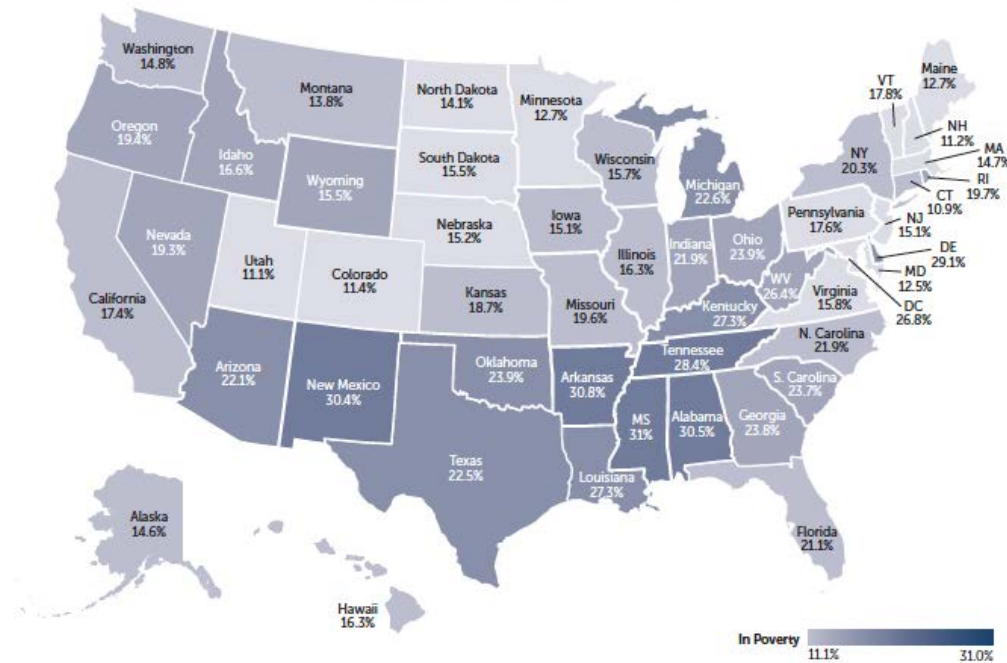 Washington
14.8%
Montana
13.8%
North Dakota
14.1%
Minnesota
12.7%
VT
17.8%
Maine
12.7%
Oregon
19.4%
Idaho
16.6%
Wyoming
15.5%
South Dakota
15.5%
Wisconsin
15.7%
Michigan
22.6%
NY
20.3%
NH
11.2%
MA
14.7%
RI
19.7%
CT
10.9%
Nevada
19.3%
Utah
11.1%
Colorado
11.4%
Nebraska
15.2%
Iowa
15.1%
Illinois
16.3%
Indiana
21.9%
Ohio
23.9%
Pennsylvania
17.6%
NJ
15.1%
DE
29.1%
MD
12.5%
DC
26.8%
California
17.4%
Kansas
18.7%
Missouri
19.6%
Kentucky
27.3%
WV
26.4%
Virginia
15.8%
N. Carolina
21.9%
Arizona
22.1%
New Mexico
30.4%
Oklahoma
23.9%
Arkansas
30.8%
Tennessee
28.4%
S. Carolina
23.7%
MS
31%
Alabama
30.5%
Georgia
23.8%
Texas
22.5%
Louisiana
27.3%
Florida
21.1%
Alaska
14.6%
Hawaii
16.3%
In Poverty
11.1%
31.0%